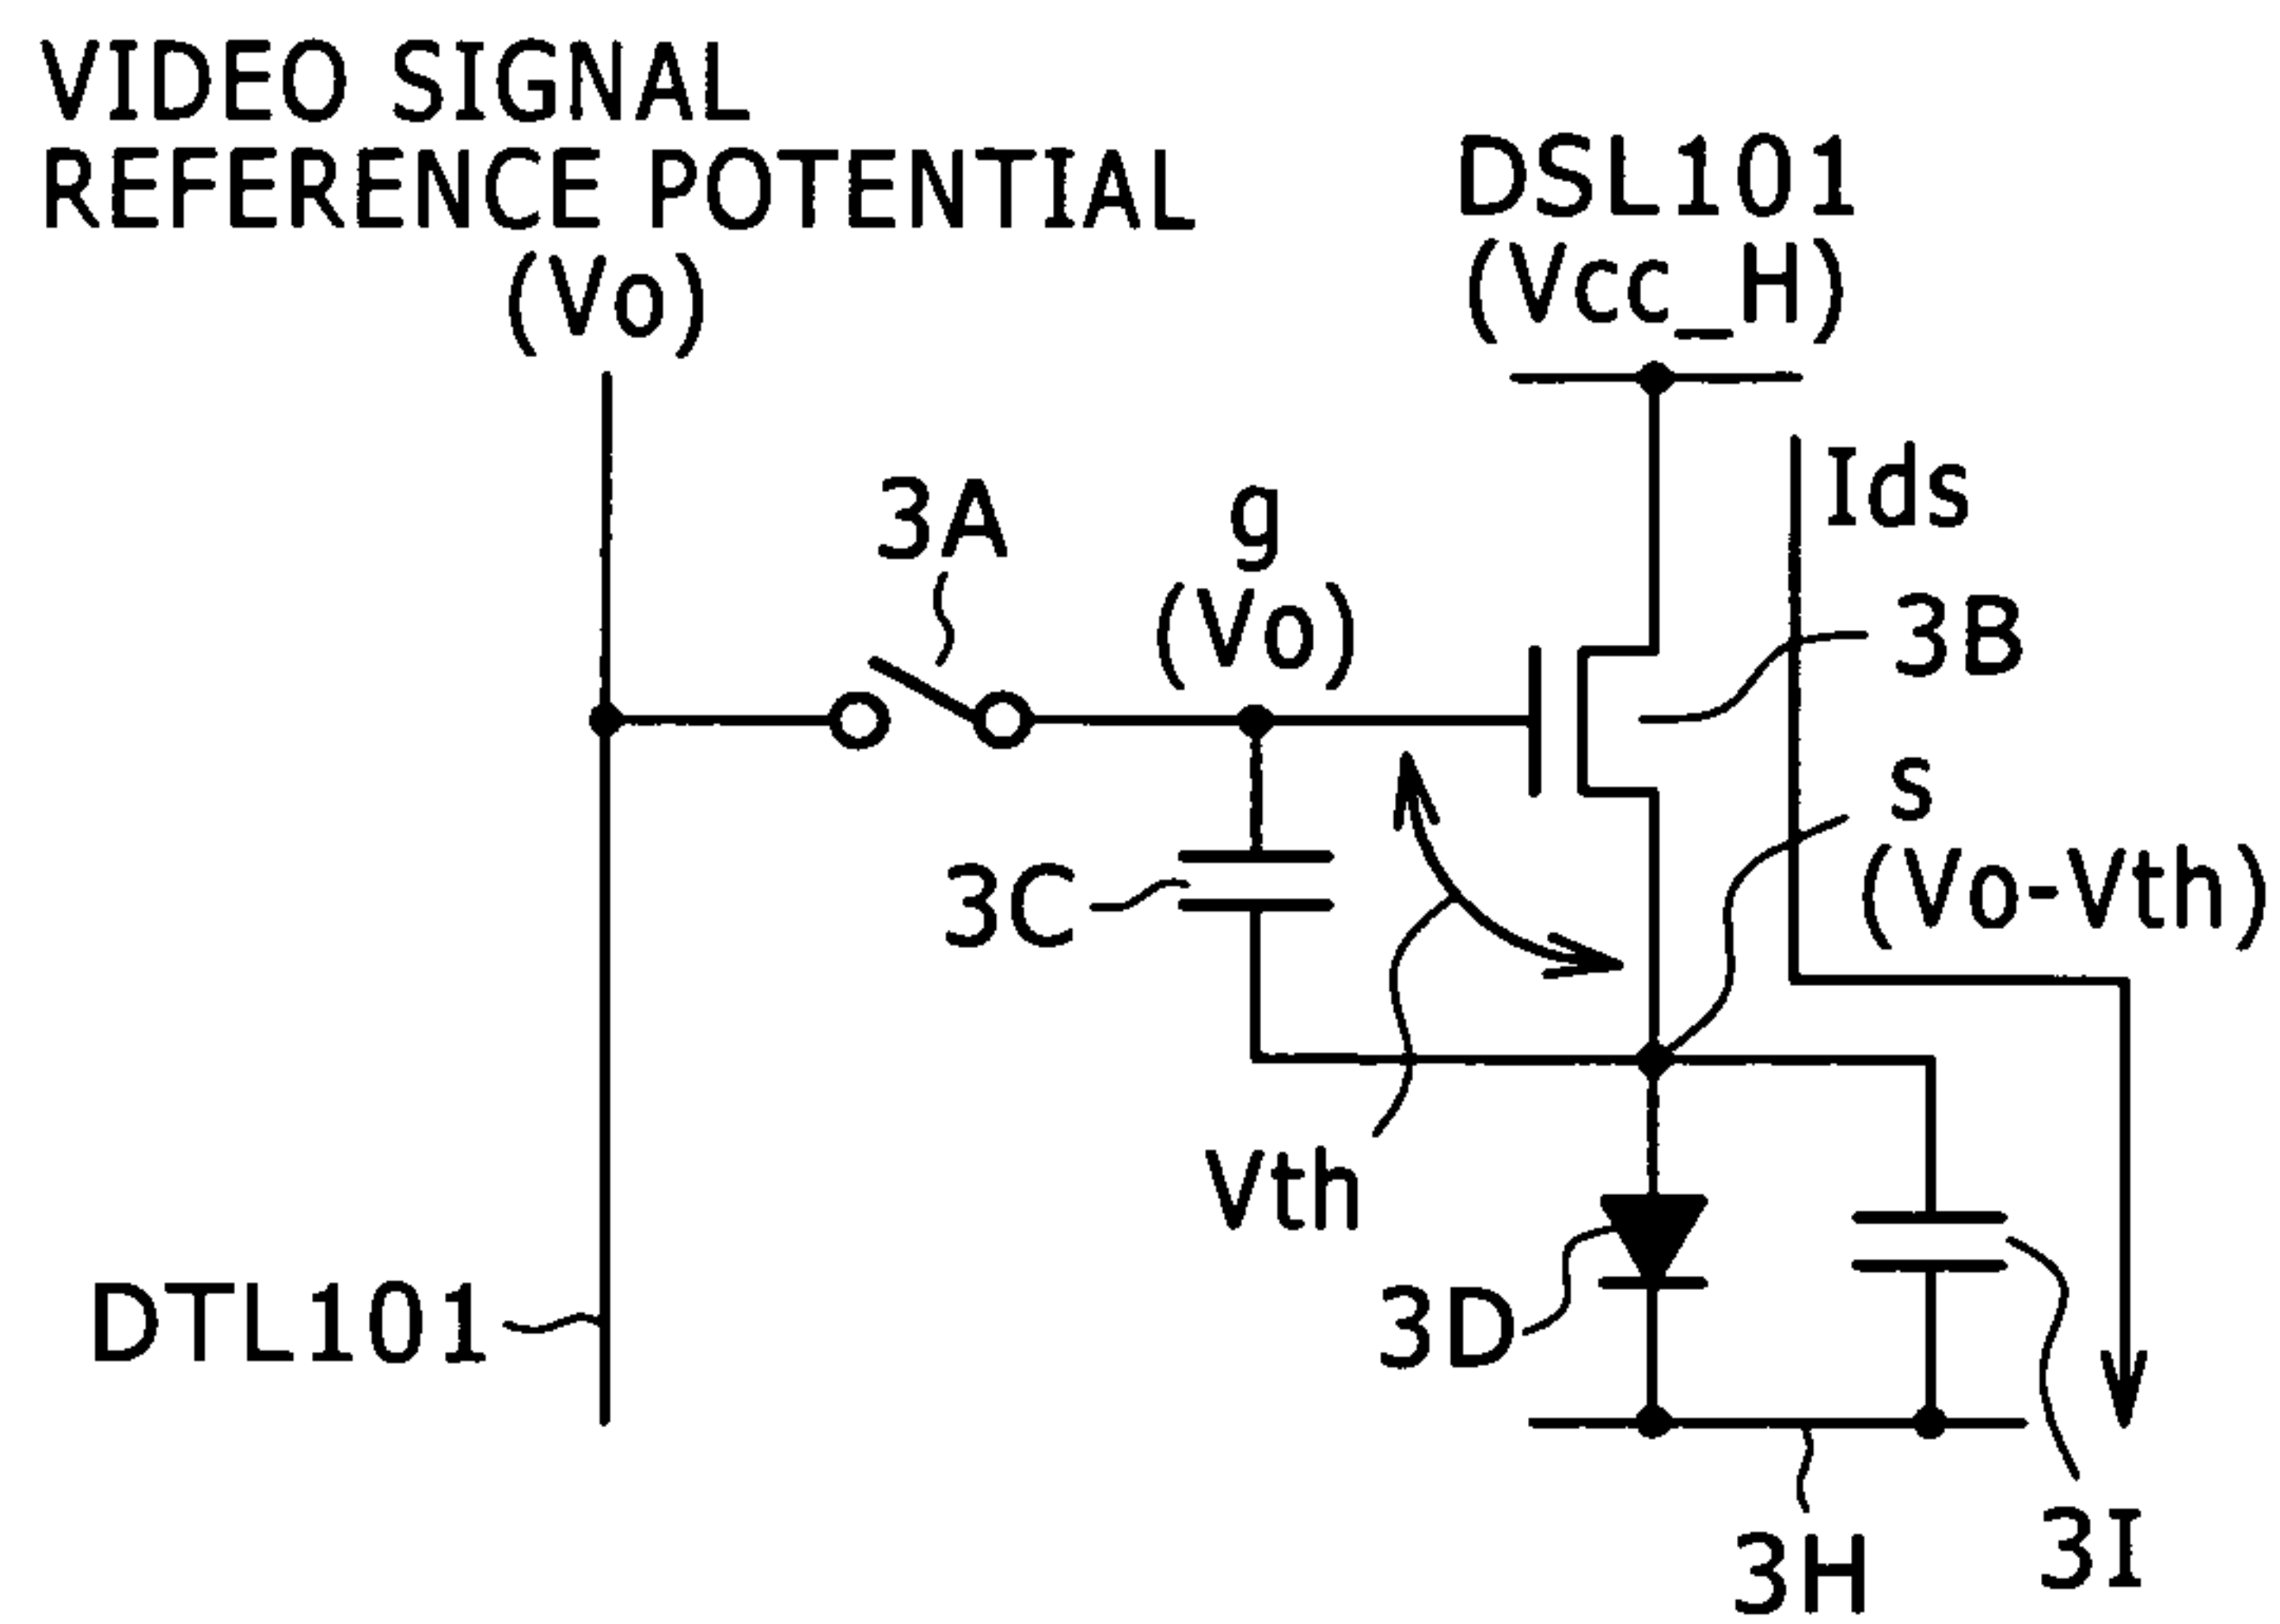 VIDEO SIGNAL
REFERENCE POTENTIAL
(Vo)
DSL101
(Vcc_H)
Ids
3A
g
(Vo)
3B
s
(Vo-Vth)
3C
Vth
DTL101
3D
3H
3I